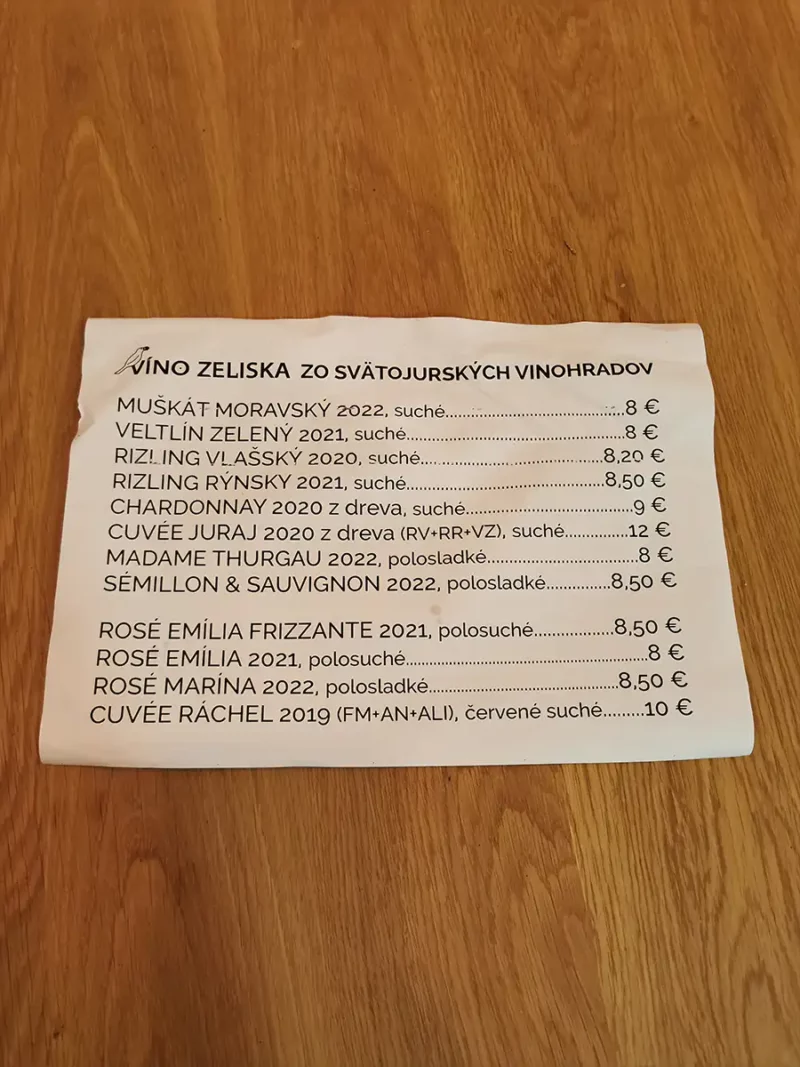 VÍNO ZELISKA ZO SVÄTOJURSKÝCH VINOHRADOV
MUŠKÁT MORAVSKÝ 2022, suché........................................8 €
VELTLÍN ZELENÝ 2021, suché.............................................8 €
RIZLING VLAŠSKÝ 2020, suché......................................8,20 €
RIZLING RÝNSKY 2021, suché.........................................8,50 €
CHARDONNAY 2020 z dreva, suché..................................9 €
CUVÉE JURAJ 2020 z dreva (RV+RR+VZ), suché.............12 €
MADAME THURGAU 2022, polosladké...............................8 €
SÉMILLON & SAUVIGNON 2022, polosladké.............8,50 €
ROSÉ EMÍLIA FRIZZANTE 2021, polosuché................8,50 €
ROSÉ EMÍLIA 2021, polosuché.................................................8 €
ROSÉ MARÍNA 2022, polosladké......................................8,50 €
CUVÉE RÁCHEL 2019 (FM+AN+ALI), červené suché.........10 €